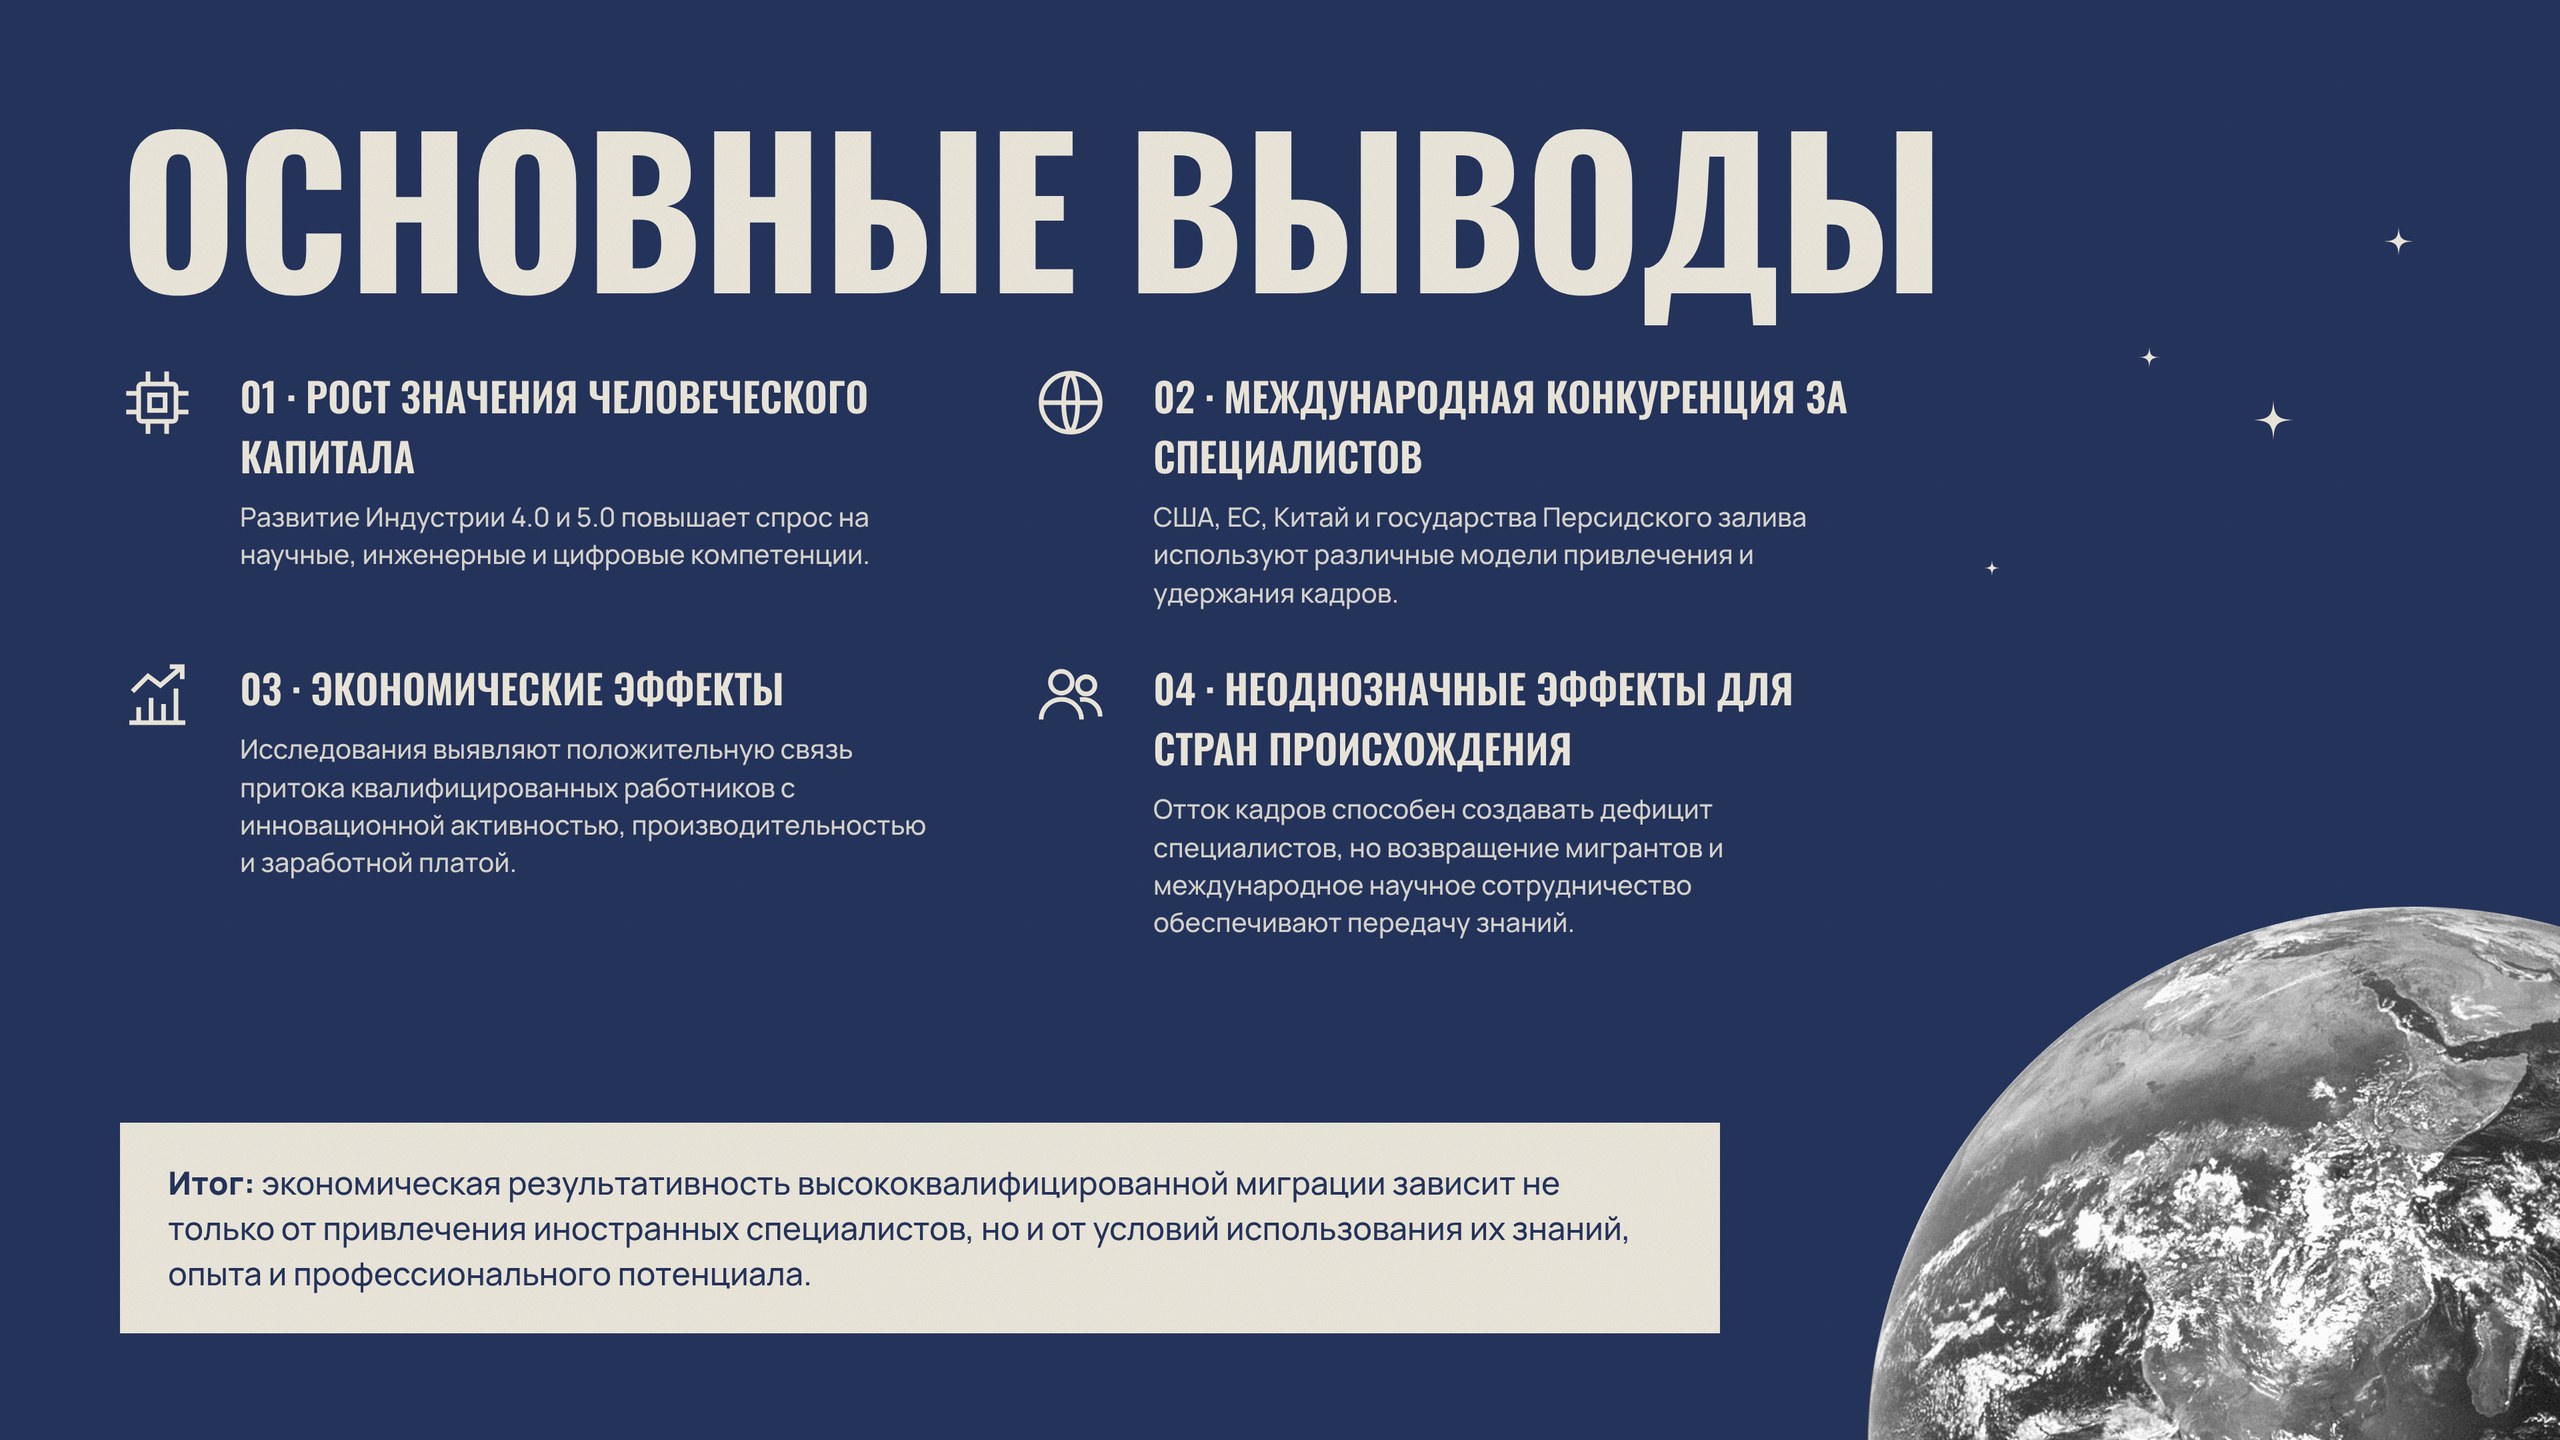 ОСНОВНЫЕ ВЫВОДЫ
01 · РОСТ ЗНАЧЕНИЯ ЧЕЛОВЕЧЕСКОГО
КАПИТАЛА
Развитие Индустрии 4.0 и 5.0 повышает спрос на
научные, инженерные и цифровые компетенции.
02 · МЕЖДУНАРОДНАЯ КОНКУРЕНЦИЯ ЗА
СПЕЦИАЛИСТОВ
США, ЕС, Китай и государства Персидского залива
используют различные модели привлечения и
удержания кадров.
03 · ЭКОНОМИЧЕСКИЕ ЭФФЕКТЫ
Исследования выявляют положительную связь
притока квалифицированных работников с
инновационной активностью, производительностью
и заработной платой.
04 · НЕОДНОЗНАЧНЫЕ ЭФФЕКТЫ ДЛЯ
СТРАН ПРОИСХОЖДЕНИЯ
Отток кадров способен создавать дефицит
специалистов, но возвращение мигрантов и
международное научное сотрудничество
обеспечивают передачу знаний.
Итог: экономическая результативность высококвалифицированной миграции зависит не
только от привлечения иностранных специалистов, но и от условий использования их знаний,
опыта и профессионального потенциала.